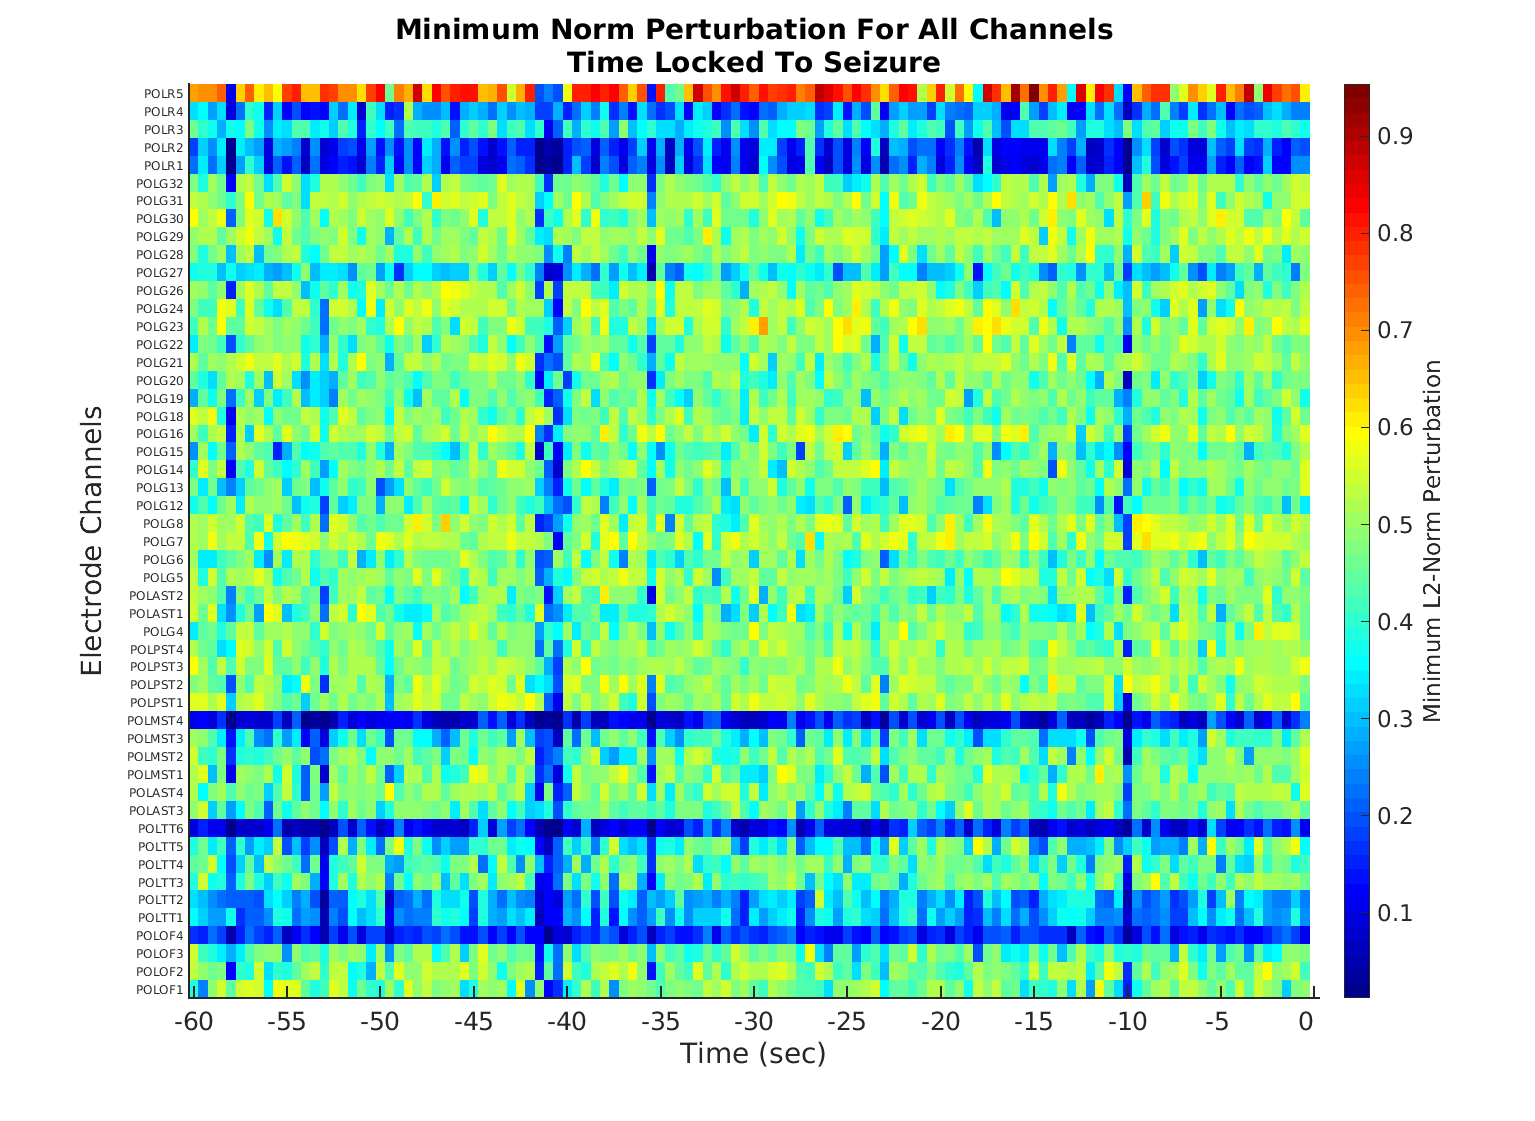 Minimum Norm Perturbation For All Channels
Time Locked To Seizure
Electrode Channels
POLR5
POLR4
POLR3
POLR2
POLR1
POLG32
POLG31
POLG30
POLG29
POLG28
POLG27
POLG26
POLG24
POLG23
POLG22
POLG21
POLG20
POLG19
POLG18
POLG16
POLG15
POLG14
POLG13
POLG12
POLG8
POLG7
POLG6
POLG5
POLAST2
POLAST1
POLG4
POLPST4
POLPST3
POLPST2
POLPST1
POLMST4
POLMST3
POLMST2
POLMST1
POLAST4
POLAST3
POLTT6
POLTT5
POLTT4
POLTT3
POLTT2
POLTT1
POLOF4
POLOF3
POLOF2
POLOF1
-60 -55 -50 -45 -40 -35 -30 -25 -20 -15 -10 -5 0
Time (sec)
0.9
0.8
0.7
0.6
0.5
0.4
0.3
0.2
0.1
Minimum L2-Norm Perturbation